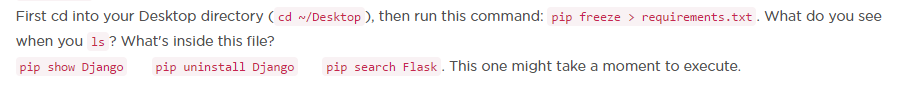 First cd into your Desktop directory ( cd ~/Desktop ), then run this command: pip freeze > requirements.txt . What do you see
when you ls ? What's inside this file?
pip show Django pip uninstall Django pip search Flask . This one might take a moment to execute.